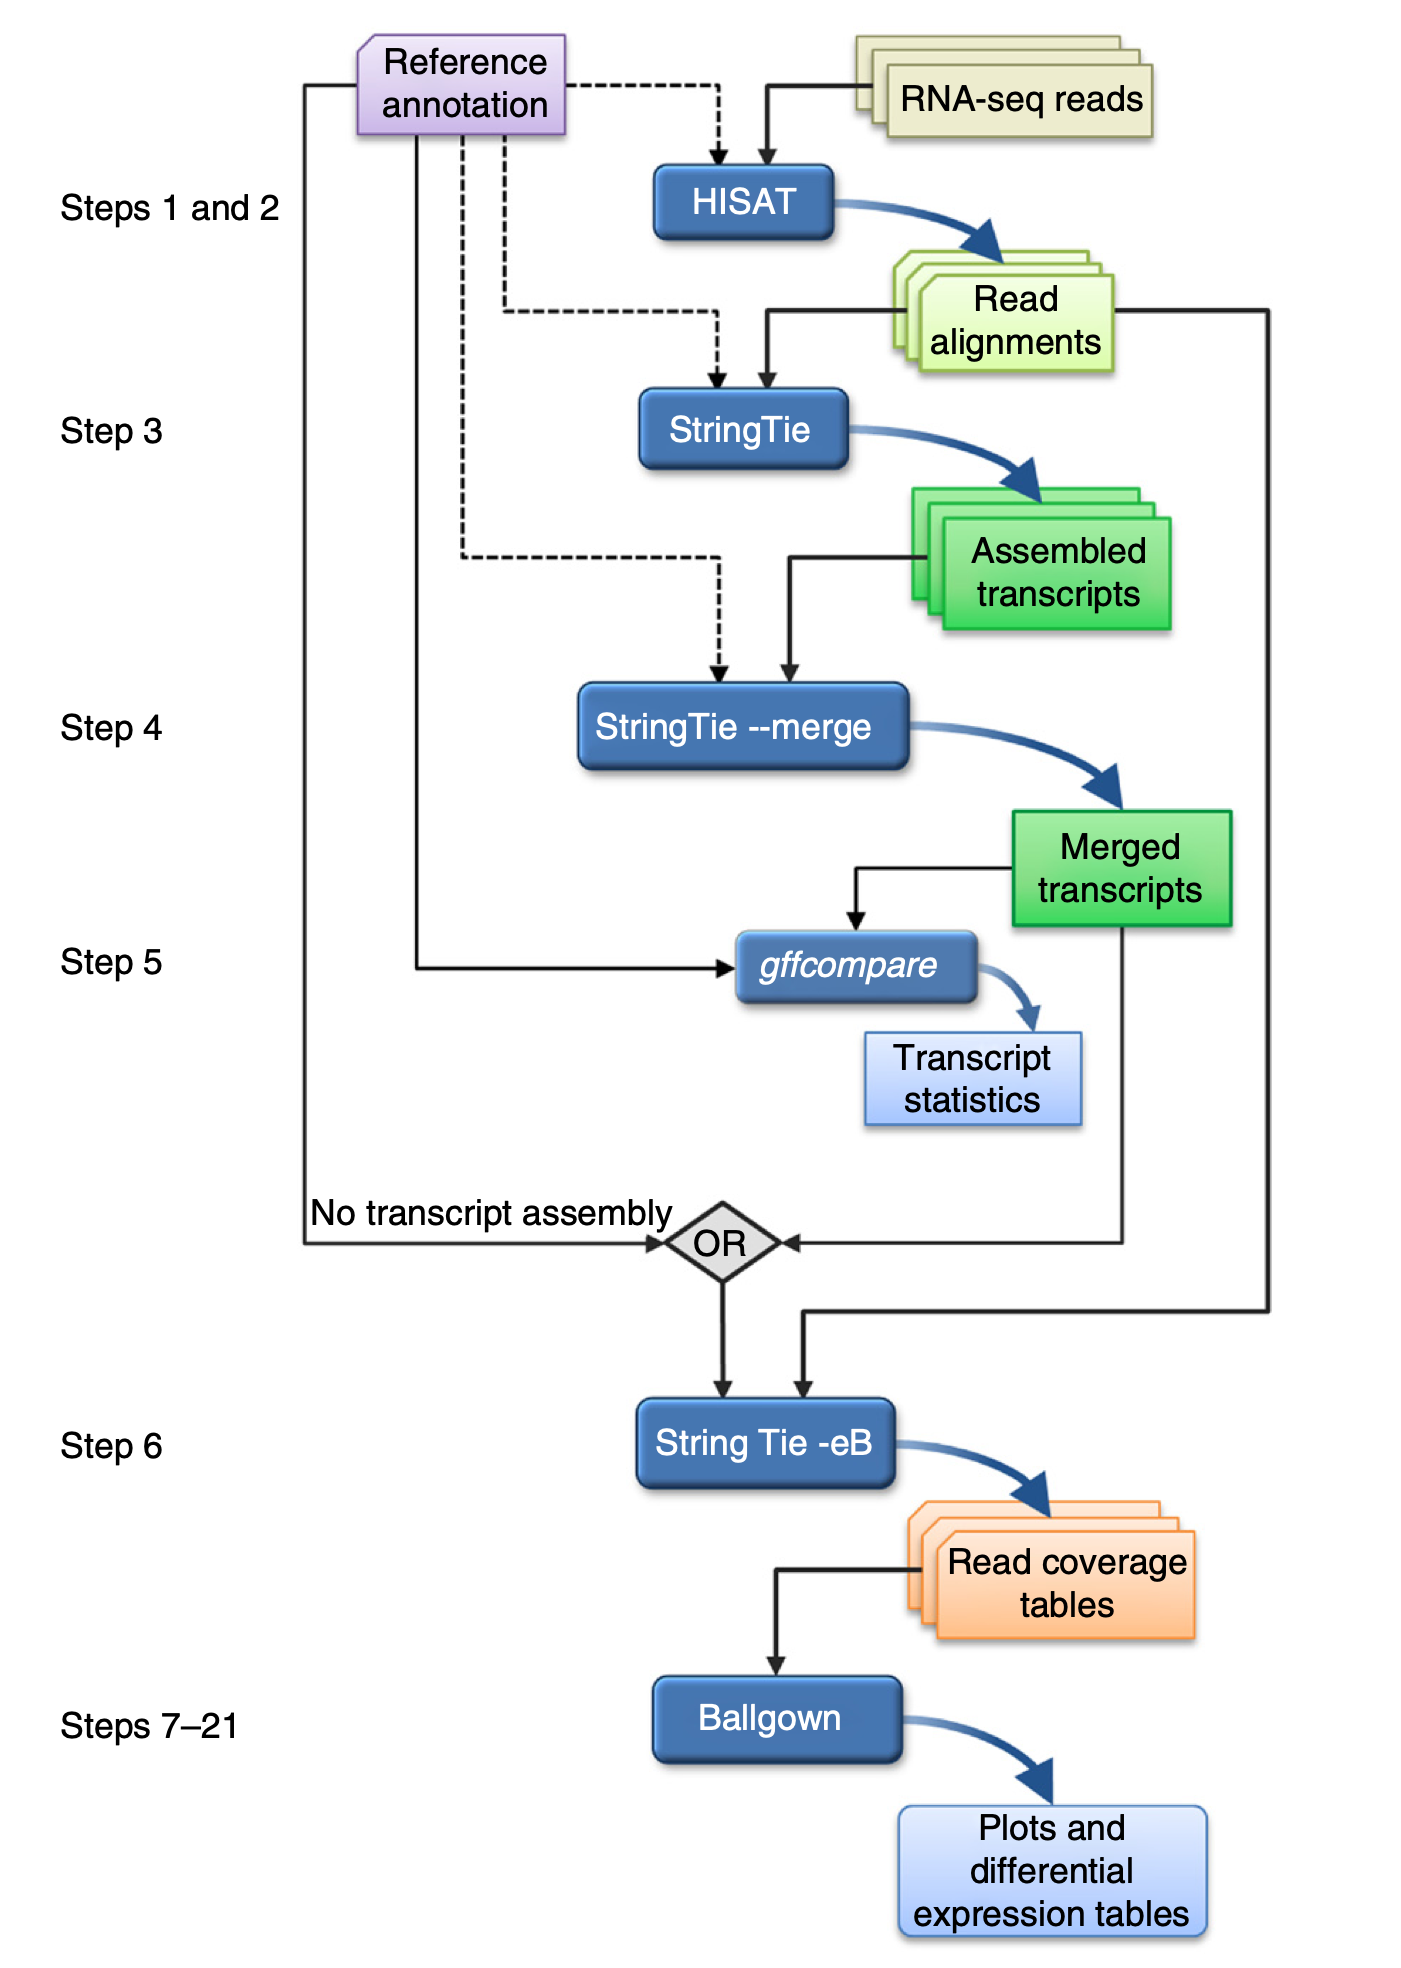 Reference
annotation
RNA-seq reads
Steps 1 and 2
HISAT
Read
alignments
Step 3
StringTie
Assembled
transcripts
Step 4
StringTie --merge
Merged
transcripts
Step 5
gffcompare
Transcript
statistics
No transcript assembly
OR
Step 6
String Tie -eB
Read coverage
tables
Steps 7–21
Ballgown
Plots and
differential
expression tables